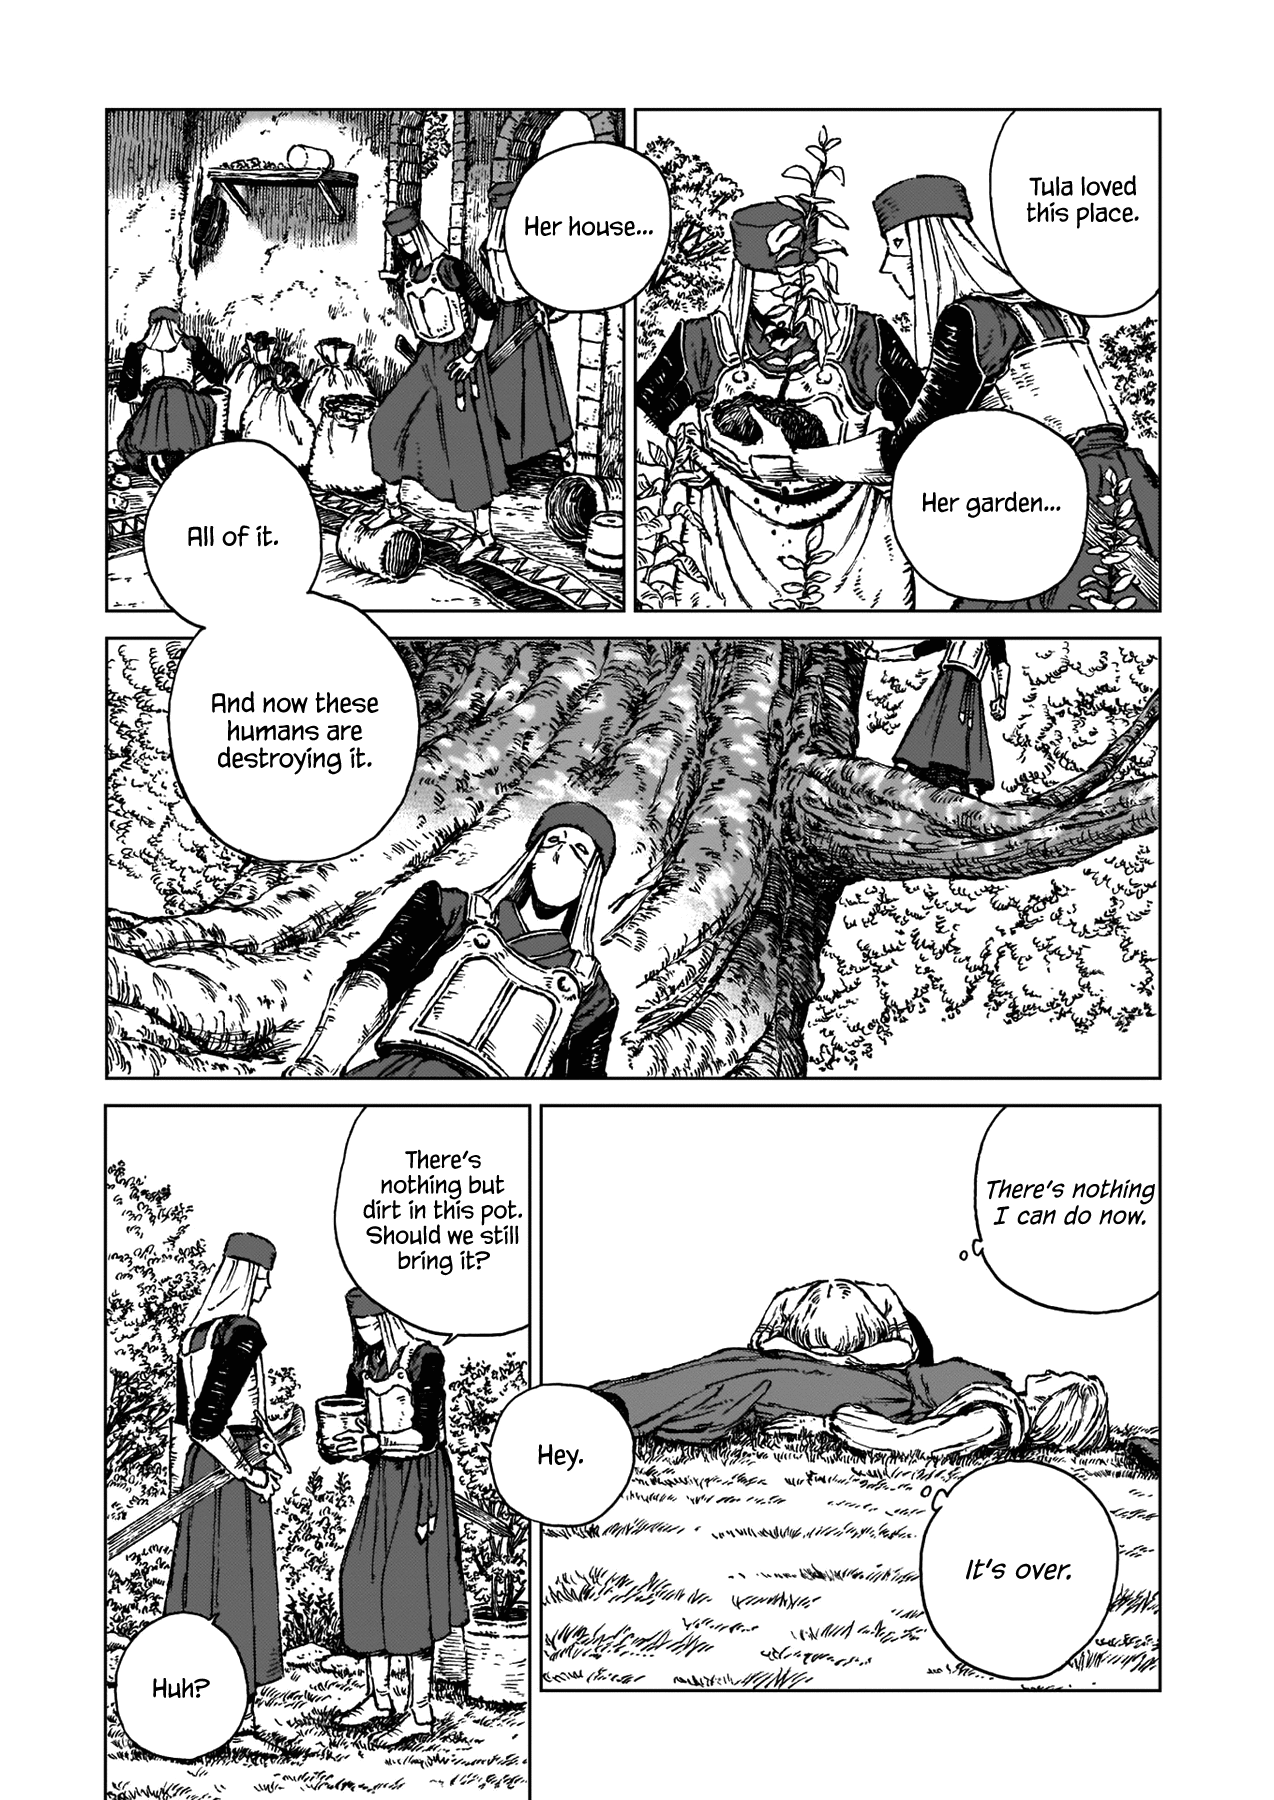 Tula loved
this place.
Her garden...
Her house...
All of it.
And now these
humans are
destroying it.
There's nothing
I can do now.
It's over.
Hey.
There's
nothing but
dirt in this pot.
Should we still
bring it?
Huh?